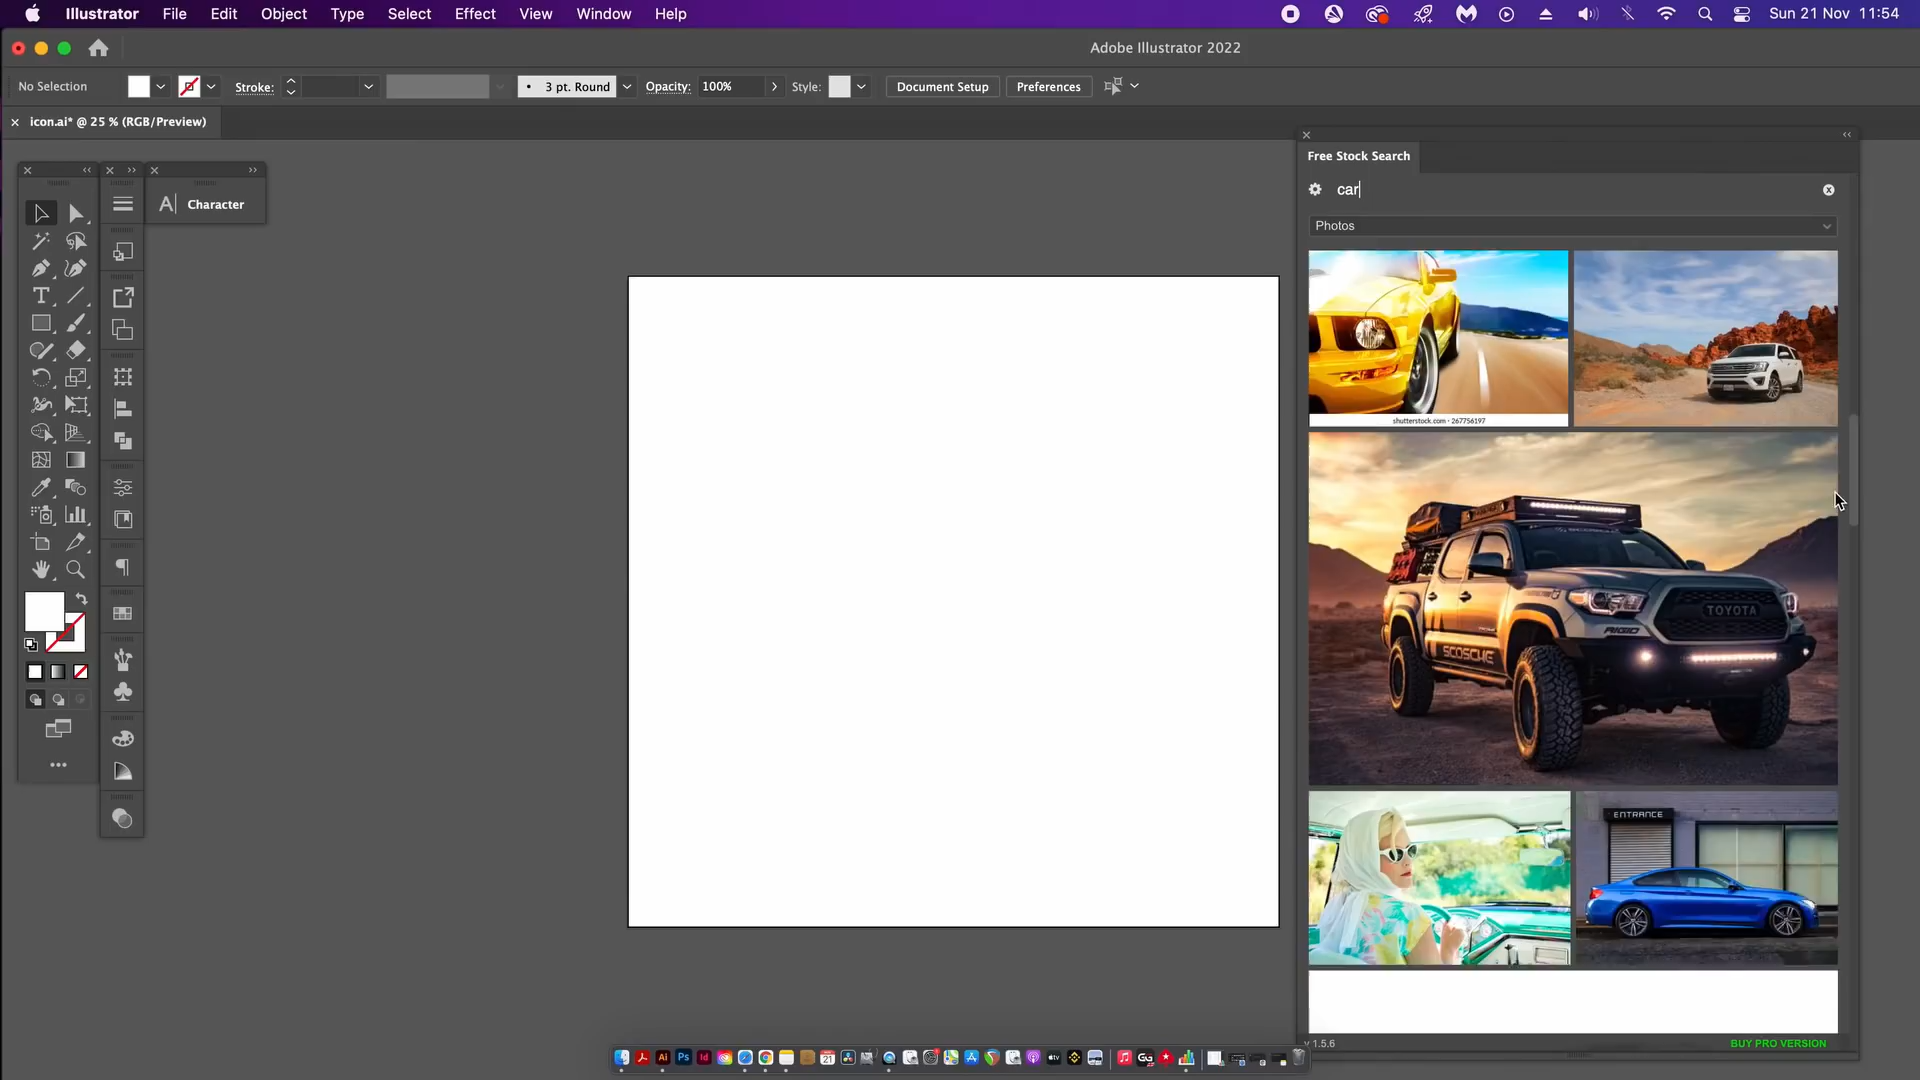 Illustrator File Edit Object Type Select Effect View Window Help
Sun 21 Nov 11:54
Adobe Illustrator 2022
No Selection
Stroke:
3 pt. Round
Opacity: 100%
Style:
Document Setup
Preferences
icon.ai* @ 25 % (RGB/Preview)
Character
Free Stock Search
car
Photos
shutterstock.com · 267756197
TOYOTA
RIGID
SCOSCHE
ENTRANCE
v 1.5.6
BUY PRO VERSION